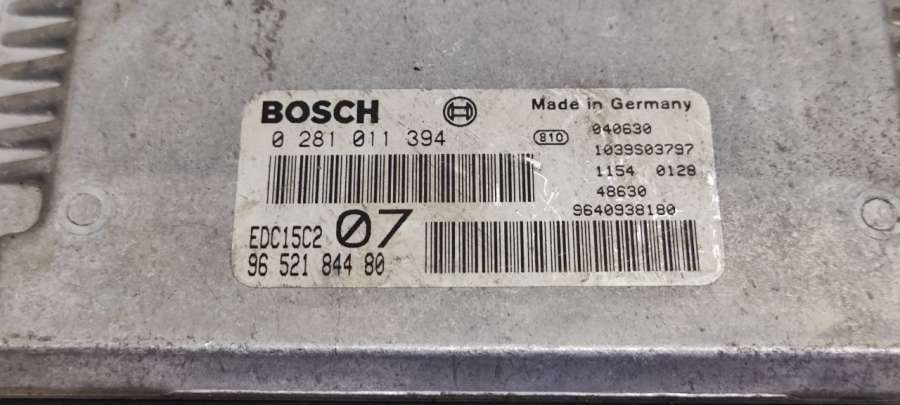 BOSCH
0 281 011 394
EDC15C2 07
96 521 844 80
Made in Germany
810 040630
1039S03797
1154 0128
48630
9640938180